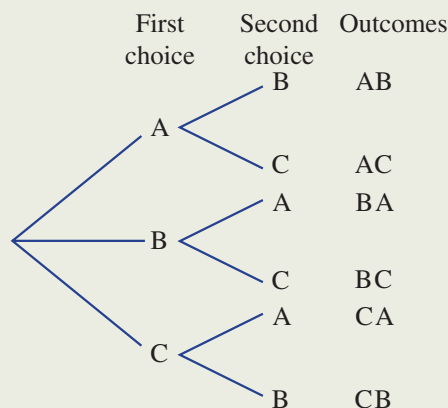 First Second Outcomes
choice choice
B AB
A
C AC
A BA
B
C BC
A CA
C
B CB